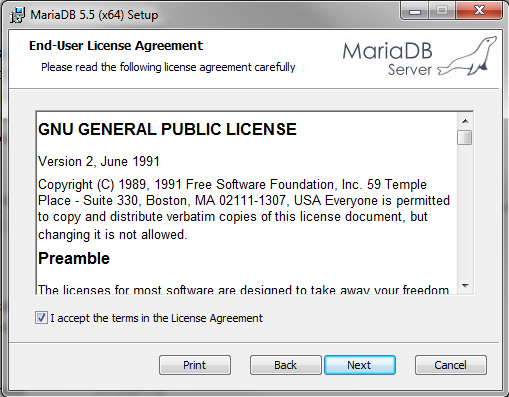 MariaDB 5.5 (x64) Setup
End-User License Agreement
Please read the following license agreement carefully
MariaDB
Server
GNU GENERAL PUBLIC LICENSE
Version 2, June 1991
Copyright (C) 1989, 1991 Free Software Foundation, Inc. 59 Temple
Place - Suite 330, Boston, MA 02111-1307, USA Everyone is permitted
to copy and distribute verbatim copies of this license document, but
changing it is not allowed.
Preamble
The licenses for most software are designed to take away your freedom
I accept the terms in the License Agreement
Print
Back
Next
Cancel